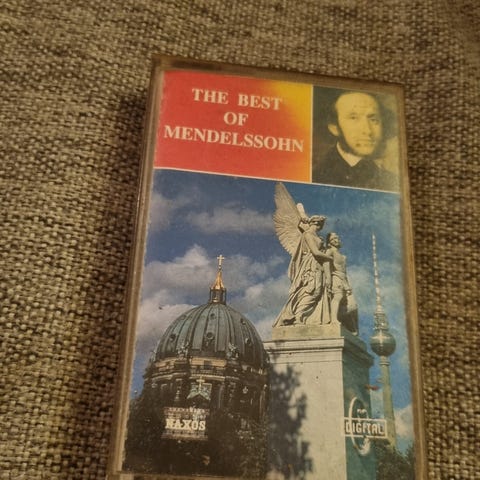 THE BEST
OF
MENDELSSOHN
NAXOS
DIGITAL